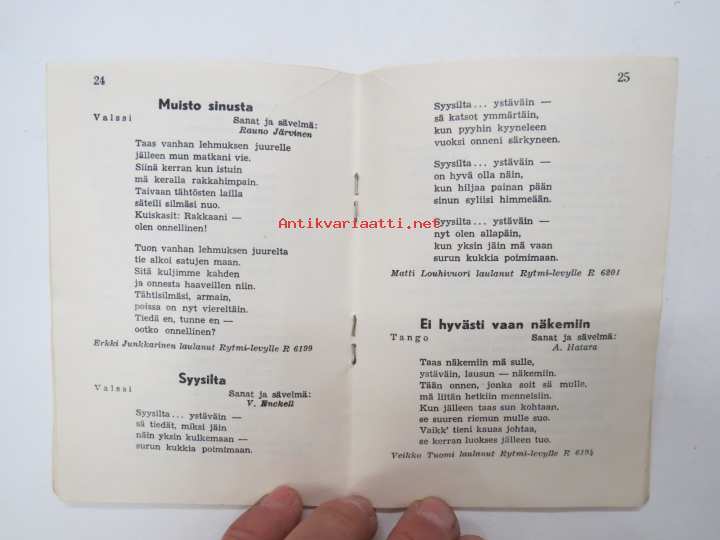 24
Muisto sinusta
Valssi
Sanat ja sävelmä:
Rauno Järvinen
Taas vanhan lehmuksen juurelle
jälleen mun matkani vie.
Siinä kerran kun istuin
mä keralla rakkahimpain.
Taivaan tähtösten lailla
säteili silmäsi nuo.
Kuiskasit: Rakkaani —
olen onnellinen!
Tuon vanhan lehmuksen juurelta
tie alkoi satujen maan.
Sitä kuljimme kahden
ja onnesta haaveillen niin.
Tähtisilmäsi, armain,
poissa on nyt viereltäin.
Tiedä en, tunne en —
ootko onnellinen?
Erkki Junkkarinen laulanut Rytmi-levylle R 6199
Syysilta
Valssi
Sanat ja sävelmä:
V. Enckell
Syysilta... ystäväin —
sä tiedät, miksi jäin
näin yksin kulkemaan —
surun kukkia poimimaan.
25
Syysilta... ystäväin —
sä katsot ymmärtäin,
kun pyyhin kyyneleen
vuoksi onneni särkyneen.
Syysilta... ystäväin —
on hyvä olla näin,
kun hiljaa painan pään
sinun syliisi himmeään.
Syysilta... ystäväin —
nyt olen allapäin,
kun yksin jäin mä vaan
surun kukkia poimimaan.
Matti Louhivuori laulanut Rytmi-levylle R 6201
Ei hyvästi vaan näkemiin
Tango
Sanat ja sävelmä:
A. Hatara
Taas näkemiin mä sulle,
ystäväin, lausun — näkemiin.
Tään onnen, jonka soit sä mulle,
mä liitän hetkiin menneisiin.
Kun jälleen taas sun kohtaan,
se suuren riemun mulle suo.
Vaikk' tieni kauas johtaa,
se kerran luokses jälleen tuo.
Veikko Tuomi laulanut Rytmi-levylle R 6194
Antikvariaatti.net